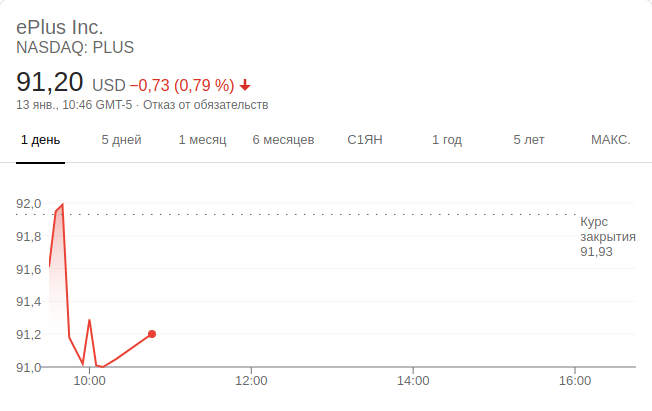 ePlus Inc.
NASDAQ: PLUS
91,20 USD −0,73 (0,79 %)
13 янв., 10:46 GMT-5 · Отказ от обязательств
1 день 5 дней 1 месяц 6 месяцев С1ЯН 1 год 5 лет МАКС.
92,0
Курс
закрытия
91,93
91,8
91,6
91,4
91,2
91,0
10:00 12:00 14:00 16:00